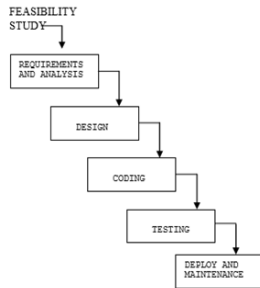 FEASIBILITY
STUDY
REQUIREMENTS
AND ANALYSIS
DESIGN
CODING
TESTING
DEPLOY AND
MAINTENANCE